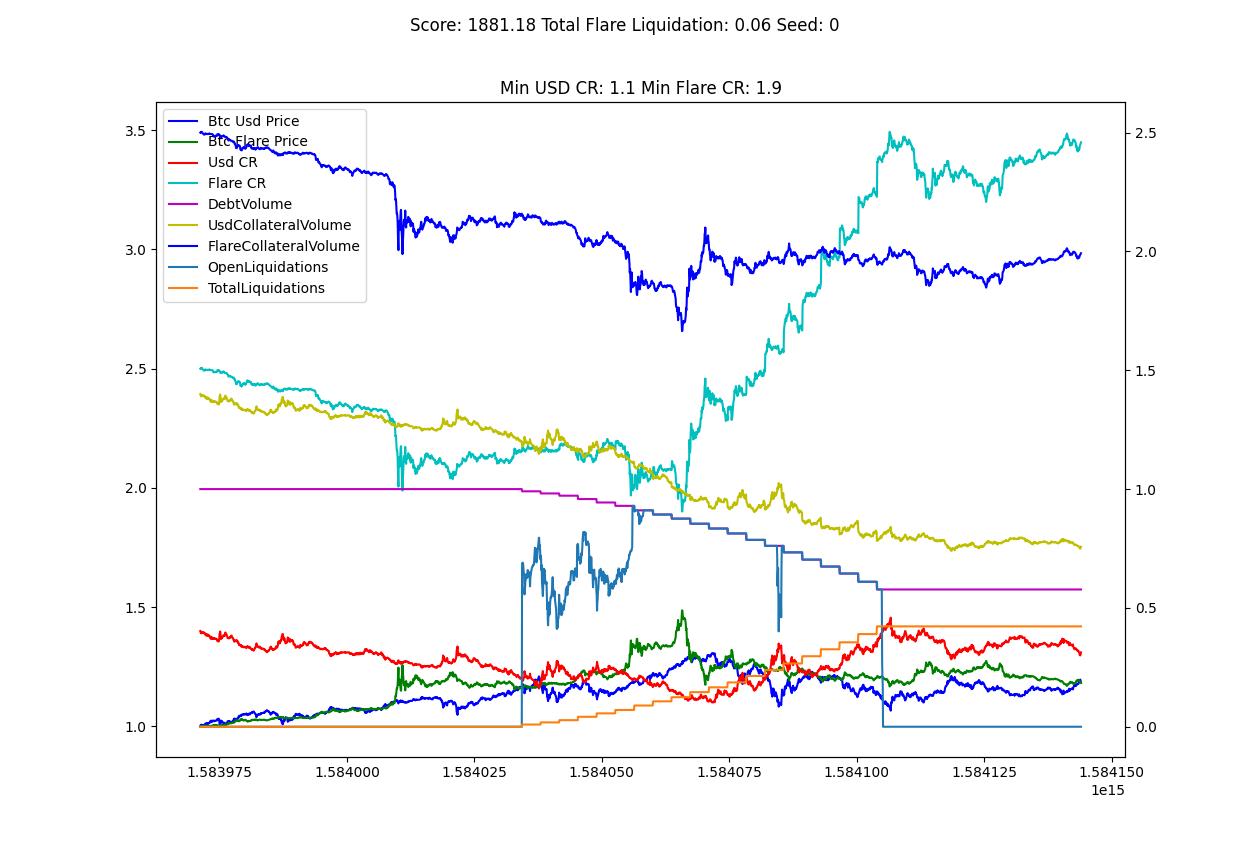 Score: 1881.18 Total Flare Liquidation: 0.06 Seed: 0
Min USD CR: 1.1 Min Flare CR: 1.9
Btc Usd Price
Btc Flare Price
Usd CR
Flare CR
DebtVolume
UsdCollateralVolume
FlareCollateralVolume
OpenLiquidations
TotalLiquidations
3.5
3.0
2.5
2.0
1.5
1.0
2.5
2.0
1.5
1.0
0.5
0.0
1.583975 1.584000 1.584025 1.584050 1.584075 1.584100 1.584125 1.584150
1e15